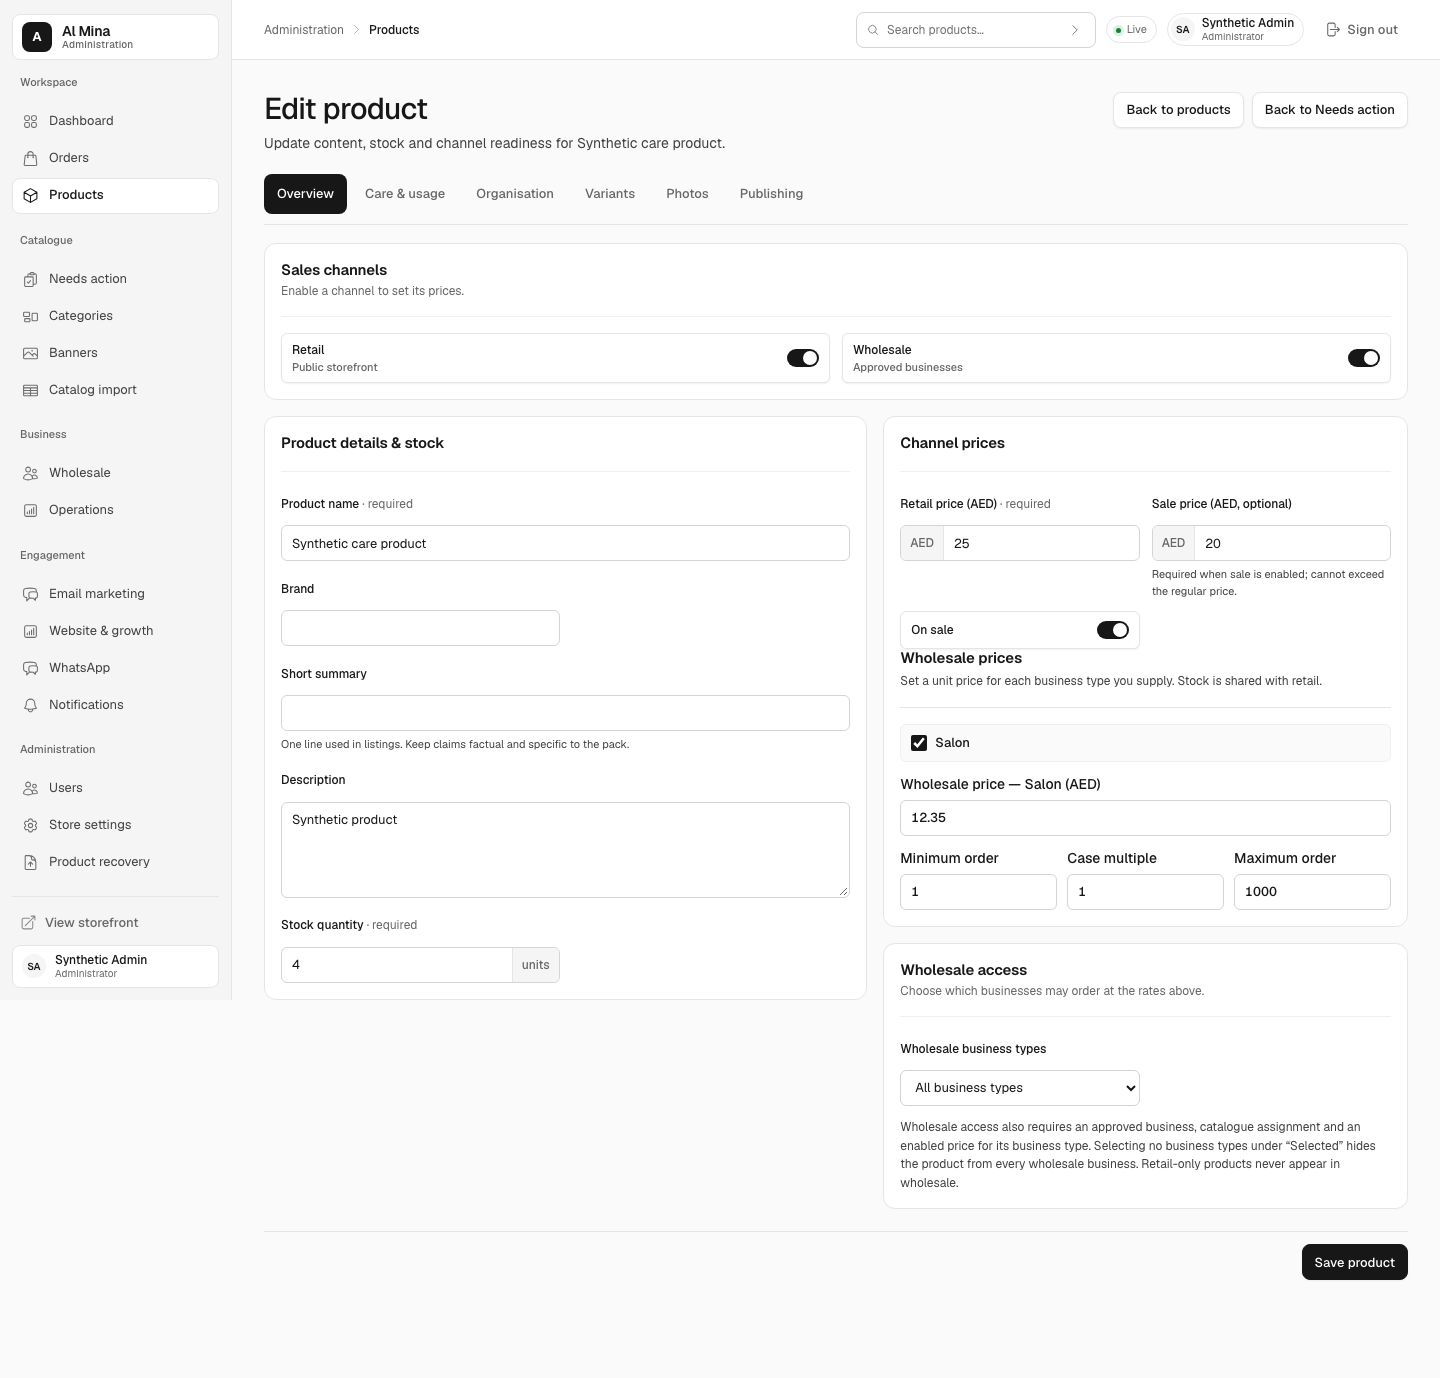 A
Al Mina
Administration
Workspace
Dashboard
Orders
Products
Catalogue
Needs action
Categories
Banners
Catalog import
Business
Wholesale
Operations
Engagement
Email marketing
Website & growth
WhatsApp
Notifications
Administration
Users
Store settings
Product recovery
View storefront
SA
Synthetic Admin
Administrator
Administration
Products
Search products...
Live
SA
Synthetic Admin
Administrator
Sign out
Edit product
Update content, stock and channel readiness for Synthetic care product.
Back to products
Back to Needs action
Overview
Care & usage
Organisation
Variants
Photos
Publishing
Sales channels
Enable a channel to set its prices.
Retail
Public storefront
Wholesale
Approved businesses
Product details & stock
Product name · required
Synthetic care product
Brand
Short summary
One line used in listings. Keep claims factual and specific to the pack.
Description
Synthetic product
Stock quantity · required
4
units
Channel prices
Retail price (AED) · required
AED
25
Sale price (AED, optional)
AED
20
Required when sale is enabled; cannot exceed
the regular price.
On sale
Wholesale prices
Set a unit price for each business type you supply. Stock is shared with retail.
Salon
Wholesale price — Salon (AED)
12.35
Minimum order
Case multiple
Maximum order
1
1
1000
Wholesale access
Choose which businesses may order at the rates above.
Wholesale business types
All business types
Wholesale access also requires an approved business, catalogue assignment and an
enabled price for its business type. Selecting no business types under “Selected” hides
the product from every wholesale business. Retail-only products never appear in
wholesale.
Save product